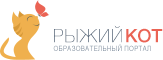 РЫЖИЙ КОТ
ОБРАЗОВАТЕЛЬНЫЙ ПОРТАЛ